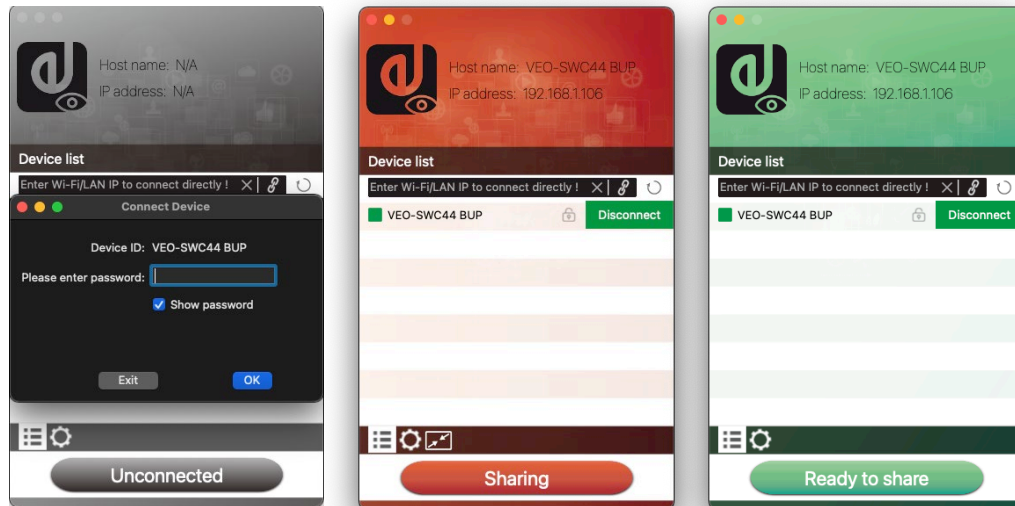 Host name: N/A
IP address: N/A
Device list
Enter Wi-Fi/LAN IP to connect directly !
Connect Device
Device ID: VEO-SWC44 BUP
Please enter password:
Show password
Exit
OK
Unconnected
Host name: VEO-SWC44 BUP
IP address: 192.168.1.106
Device list
Enter Wi-Fi/LAN IP to connect directly !
VEO-SWC44 BUP
Disconnect
Sharing
Host name: VEO-SWC44 BUP
IP address: 192.168.1.106
Device list
Enter Wi-Fi/LAN IP to connect directly !
VEO-SWC44 BUP
Disconnect
Ready to share